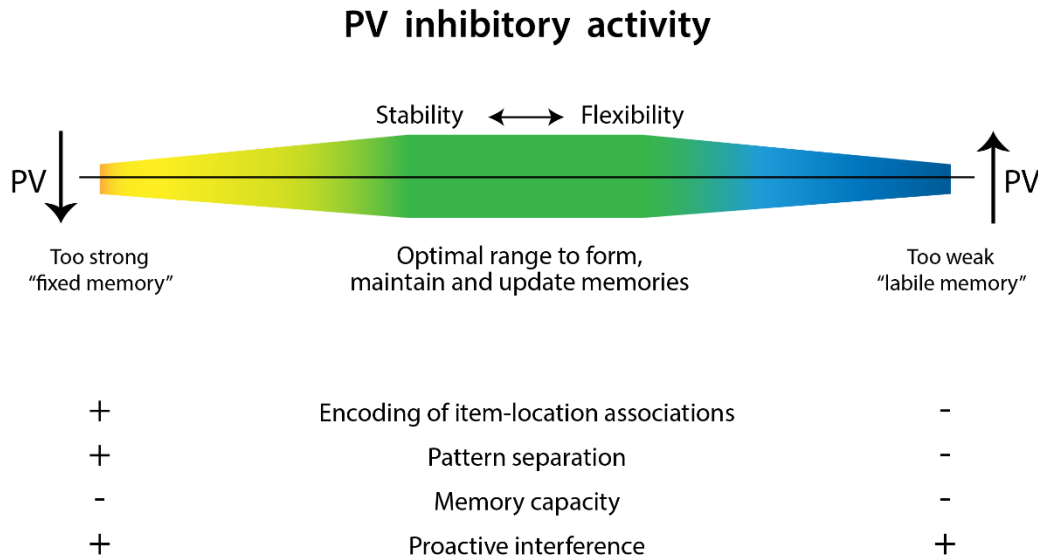 PV inhibitory activity
Stability Flexibility
PV PV
Too strong
“fixed memory”
Optimal range to form,
maintain and update memories
Too weak
“labile memory”
+ Encoding of item-location associations -
+ Pattern separation -
- Memory capacity -
+ Proactive interference +